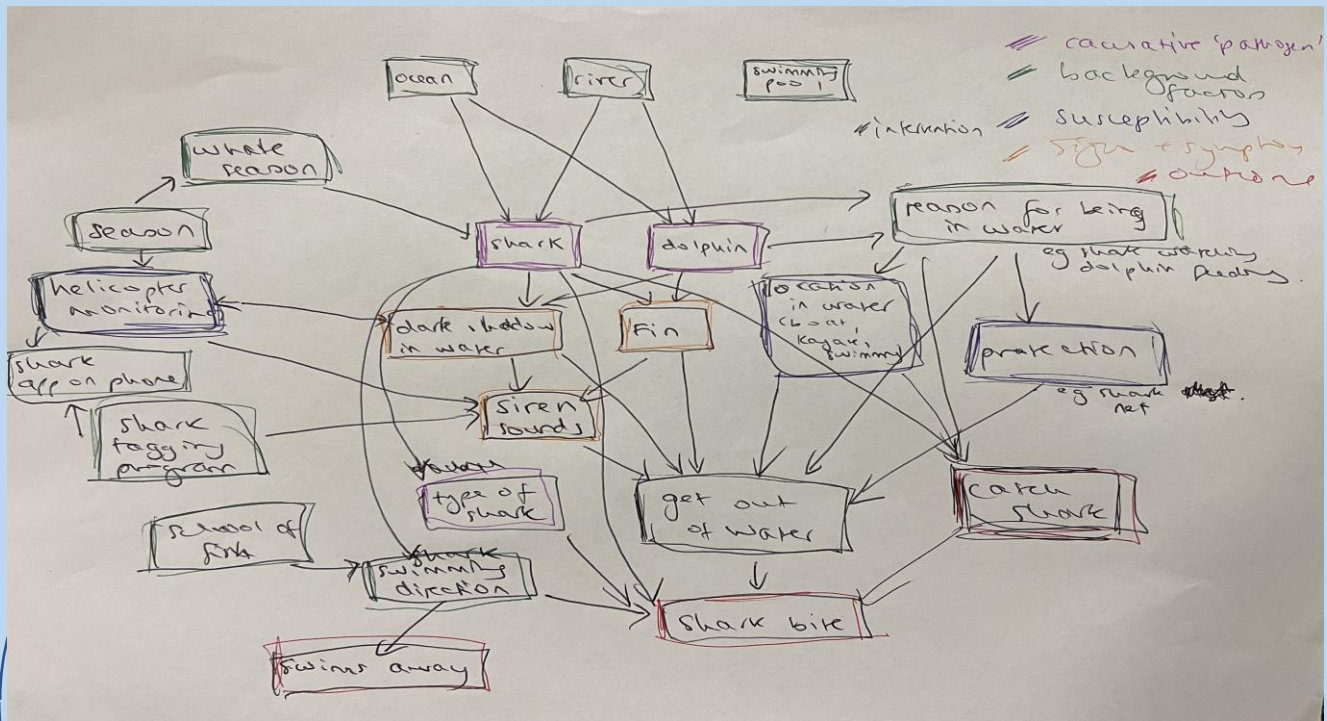 causative 'pathogen'
background
factors
intervention
susceptibility
sign + symptoms
outcome
ocean
river
swimming
pool
whale
season
season
reason for being
in water
eg shark watching
dolphin feeding.
shark
dolphin
helicopter
monitoring
dark shadow
in water
Fin
location
in water
(boat,
kayak,
swimming
protection
eg shark
net
shark
app on phone
siren
sounds
shark
tagging
program
type of
shark
get out
of water
catch
shark
school of
fish
shark
swimming
direction
shark bite
swims away